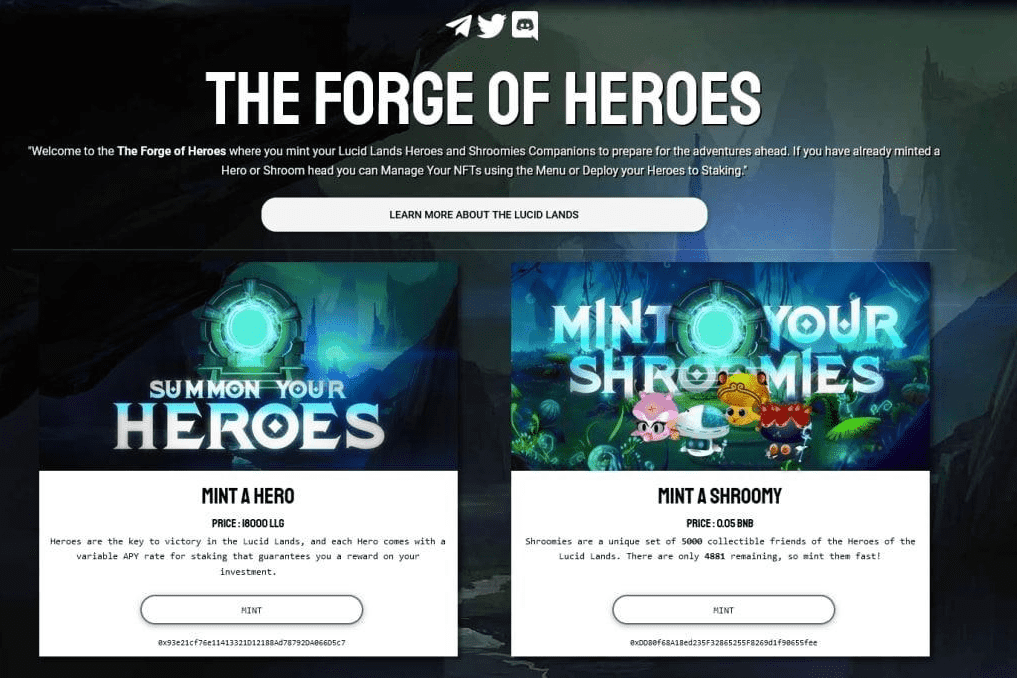 THE FORGE OF HEROES
"Welcome to the The Forge of Heroes where you mint your Lucid Lands Heroes and Shroomies Companions to prepare for the adventures ahead. If you have already minted a
Hero or Shroom head you can Manage Your NFTs using the Menu or Deploy your Heroes to Staking."
LEARN MORE ABOUT THE LUCID LANDS
SUMMON YOUR
HEROES
MINT A HERO
PRICE : 18000 LLG
Heroes are the key to victory in the Lucid Lands, and each Hero comes with a
variable APY rate for staking that guarantees you a reward on your
investment.
MINT
0x93e21cf76e11413321D12188Ad78792DA066D5c7
MINT YOUR
SHROOMIES
MINT A SHROOMY
PRICE : 0.05 BNB
Shroomies are a unique set of 5000 collectible friends of the Heroes of the
Lucid Lands. There are only 4881 remaining, so mint them fast!
MINT
0xDD80f68A18ed235F32865255F8269d1f90655fee